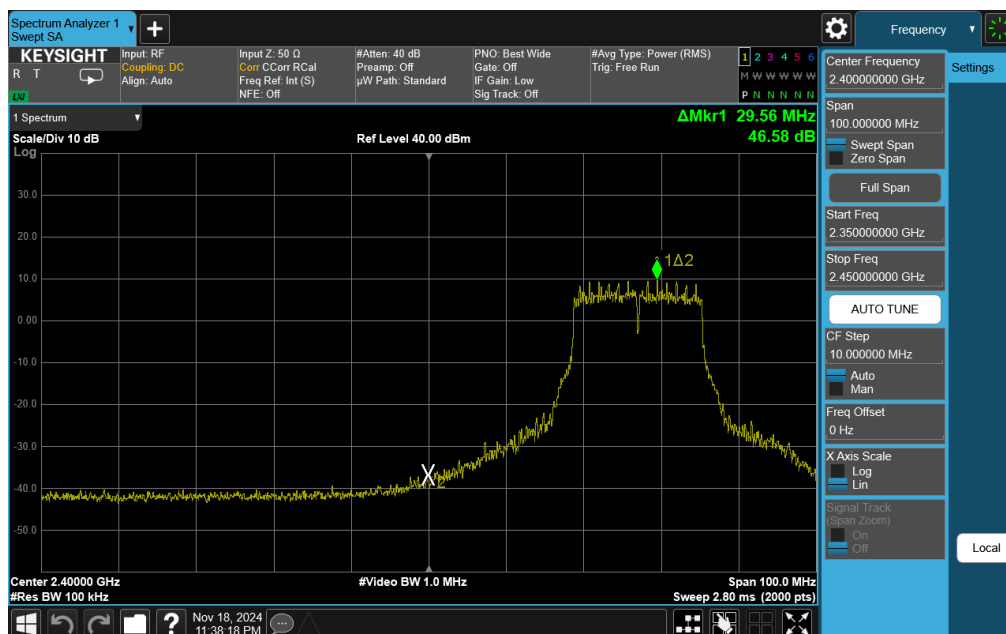 Spectrum Analyzer 1
Swept SA
Frequency
KEYSIGHT
R T
LXI
Input: RF
Coupling: DC
Align: Auto
Input Z: 50 Ω
Corr CCorr RCal
Freq Ref: Int (S)
NFE: Off
#Atten: 40 dB
Preamp: Off
µW Path: Standard
PNO: Best Wide
Gate: Off
IF Gain: Low
Sig Track: Off
#Avg Type: Power (RMS)
Trig: Free Run
1 2 3 4 5 6
M W W W W W
P N N N N N
1 Spectrum
Scale/Div 10 dB
Ref Level 40.00 dBm
ΔMkr1 29.56 MHz
46.58 dB
Log
30.0
20.0
10.0
0.00
-10.0
-20.0
-30.0
-40.0
-50.0
1Δ2
X2
Center 2.40000 GHz
#Video BW 1.0 MHz
Span 100.0 MHz
#Res BW 100 kHz
Sweep 2.80 ms (2000 pts)
Center Frequency
2.400000000 GHz
Settings
Span
100.000000 MHz
Swept Span
Zero Span
Full Span
Start Freq
2.350000000 GHz
Stop Freq
2.450000000 GHz
AUTO TUNE
CF Step
10.000000 MHz
Auto
Man
Freq Offset
0 Hz
X Axis Scale
Log
Lin
Signal Track
(Span Zoom)
On
Off
Local
?
Nov 18, 2024
11:38:18 PM